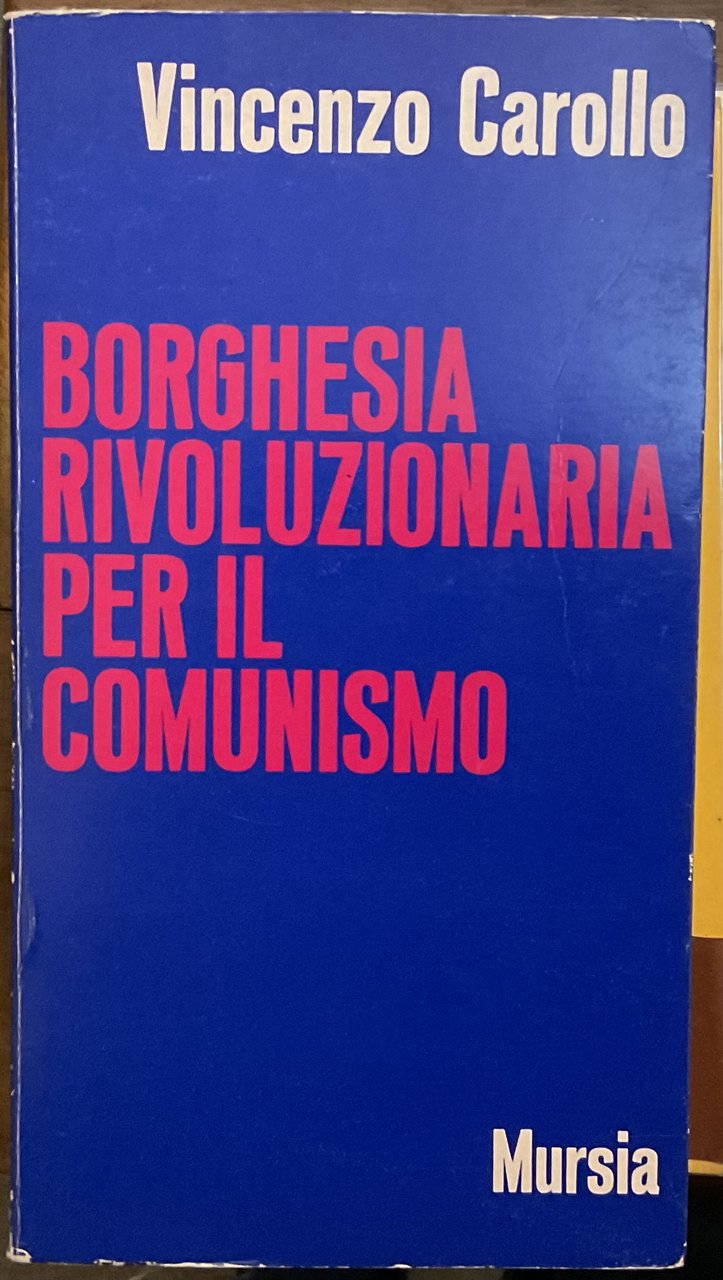 Vincenzo Carollo
BORGHESIA
RIVOLUZIONARIA
PER IL
COMUNISMO
Mursia